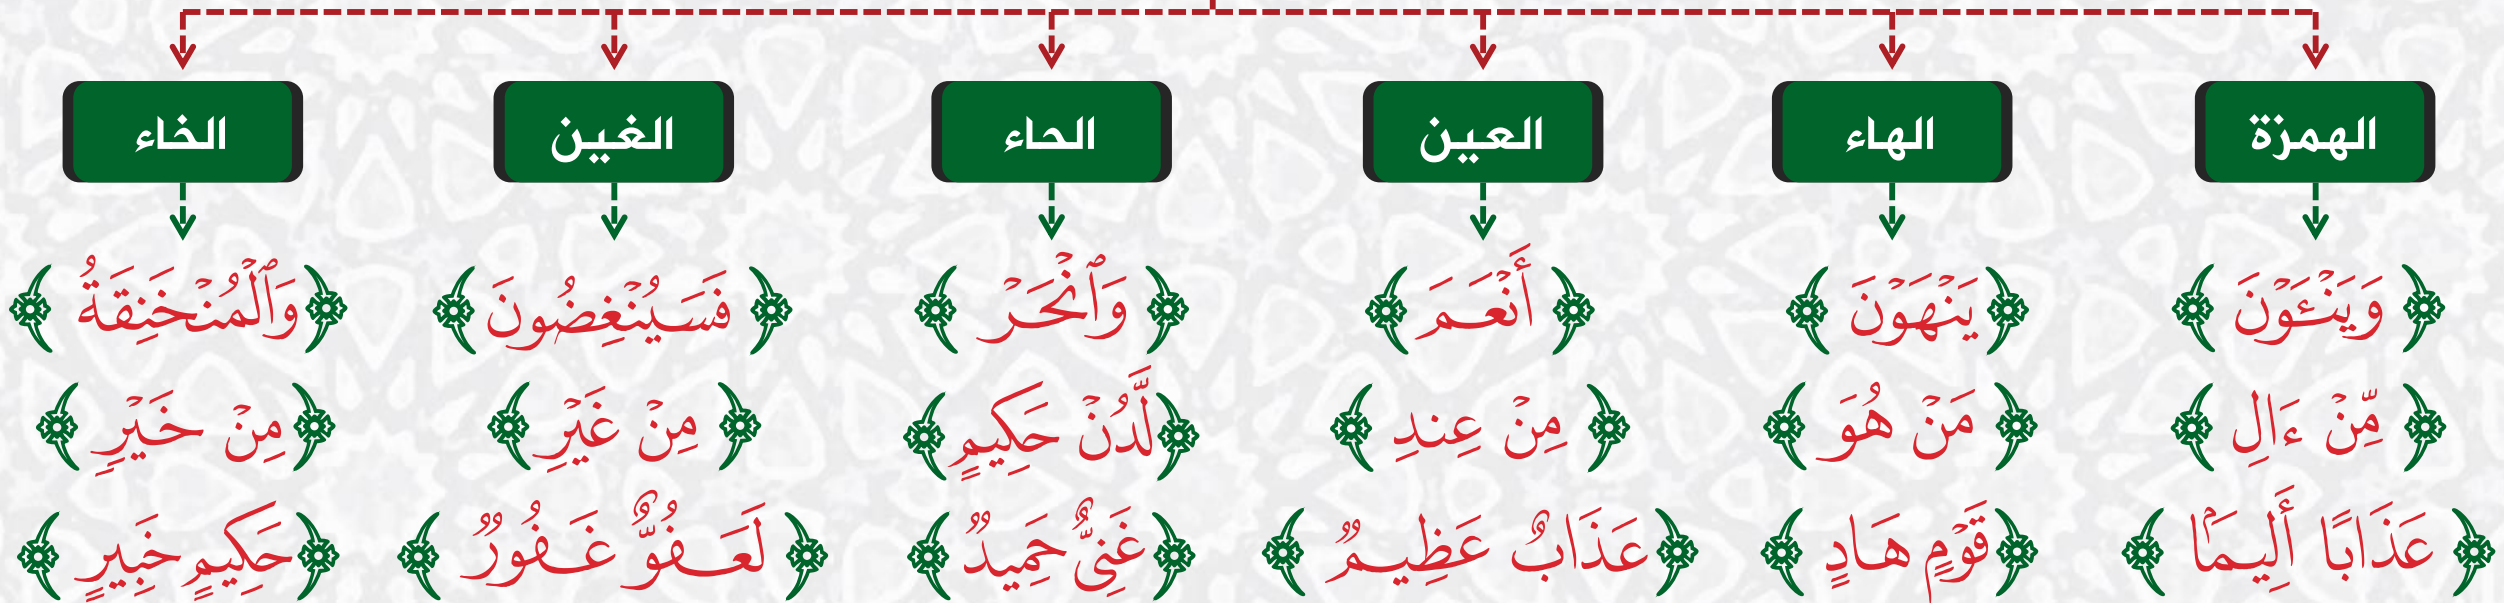 الهمزة
الهاء
العين
الحاء
الغين
الخاء
﴿وَيَنْـَٔوْنَ﴾
﴿يَنْهَوْنَ﴾
﴿أَنْعَمَ﴾
﴿وَٱنْحَرْ﴾
﴿فَسَيُنْغِضُونَ﴾
﴿وَٱلْمُنْخَنِقَةُ﴾
﴿مِّنْ ءَالِ﴾
﴿مَنْ هُوَ﴾
﴿مِنْ عِندِ﴾
﴿لَّدُنْ حَكِيمٍ﴾
﴿مِنْ غَيْرِ﴾
﴿مِنْ خَيْرٍ﴾
﴿عَذَابًا أَلِيمًا﴾
﴿قَوْمٍ هَادٍ﴾
﴿عَذَابٌ عَظِيمٌ﴾
﴿غَنِىٌّ حَمِيدٌ﴾
﴿لَعَفُوٌّ غَفُورٌ﴾
﴿حَكِيمٍ خَبِيرٍ﴾